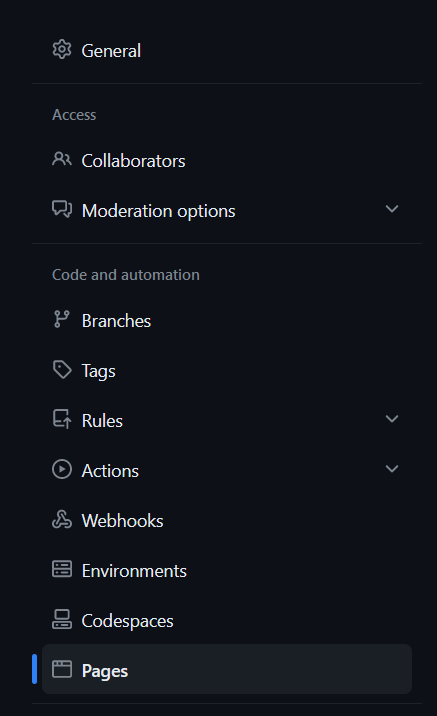 General
Access
Collaborators
Moderation options
Code and automation
Branches
Tags
Rules
Actions
Webhooks
Environments
Codespaces
Pages